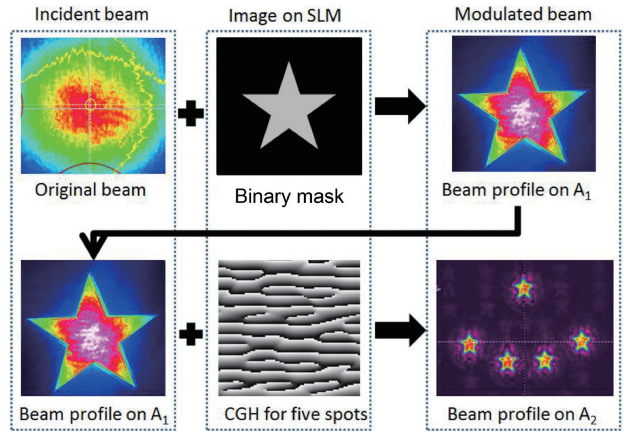 Incident beam
Image on SLM
Modulated beam
Original beam
Binary mask
Beam profile on A₁
Beam profile on A₁
CGH for five spots
Beam profile on A₂